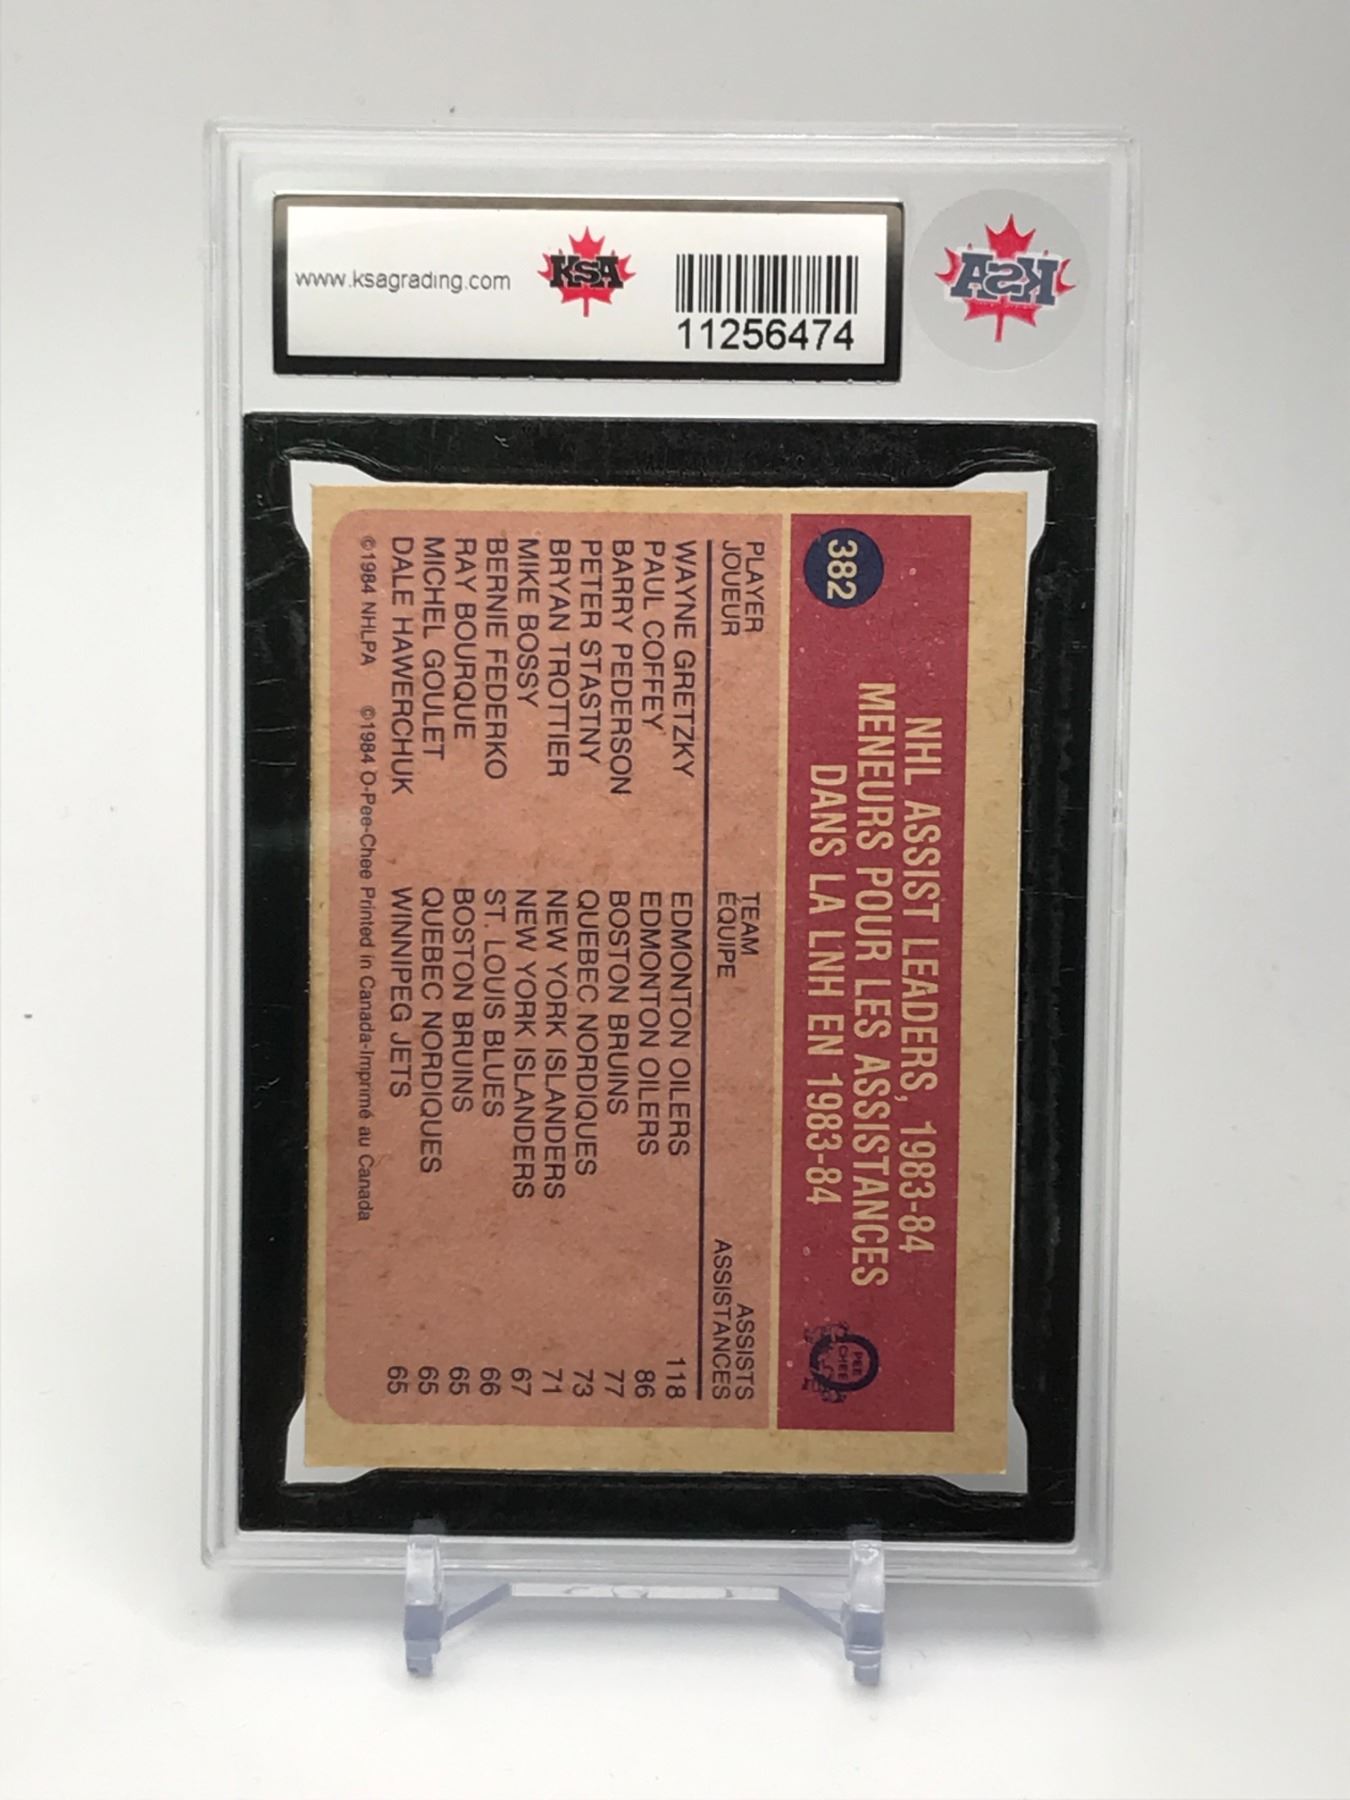 www.ksagrading.com
KSA
11256474
KSA
382
NHL ASSIST LEADERS, 1983-84
MENEURS POUR LES ASSISTANCES
DANS LA LNH EN 1983-84
O PEE CHEE
PLAYER TEAM ASSISTS
JOUEUR ÉQUIPE ASSISTANCES
WAYNE GRETZKY EDMONTON OILERS 118
PAUL COFFEY EDMONTON OILERS 86
BARRY PEDERSON BOSTON BRUINS 77
PETER STASTNY QUEBEC NORDIQUES 73
BRYAN TROTTIER NEW YORK ISLANDERS 71
MIKE BOSSY NEW YORK ISLANDERS 67
BERNIE FEDERKO ST. LOUIS BLUES 66
RAY BOURQUE BOSTON BRUINS 65
MICHEL GOULET QUEBEC NORDIQUES 65
DALE HAWERCHUK WINNIPEG JETS 65
©1984 NHLPA ©1984 O-Pee-Chee Printed in Canada-Imprimé au Canada